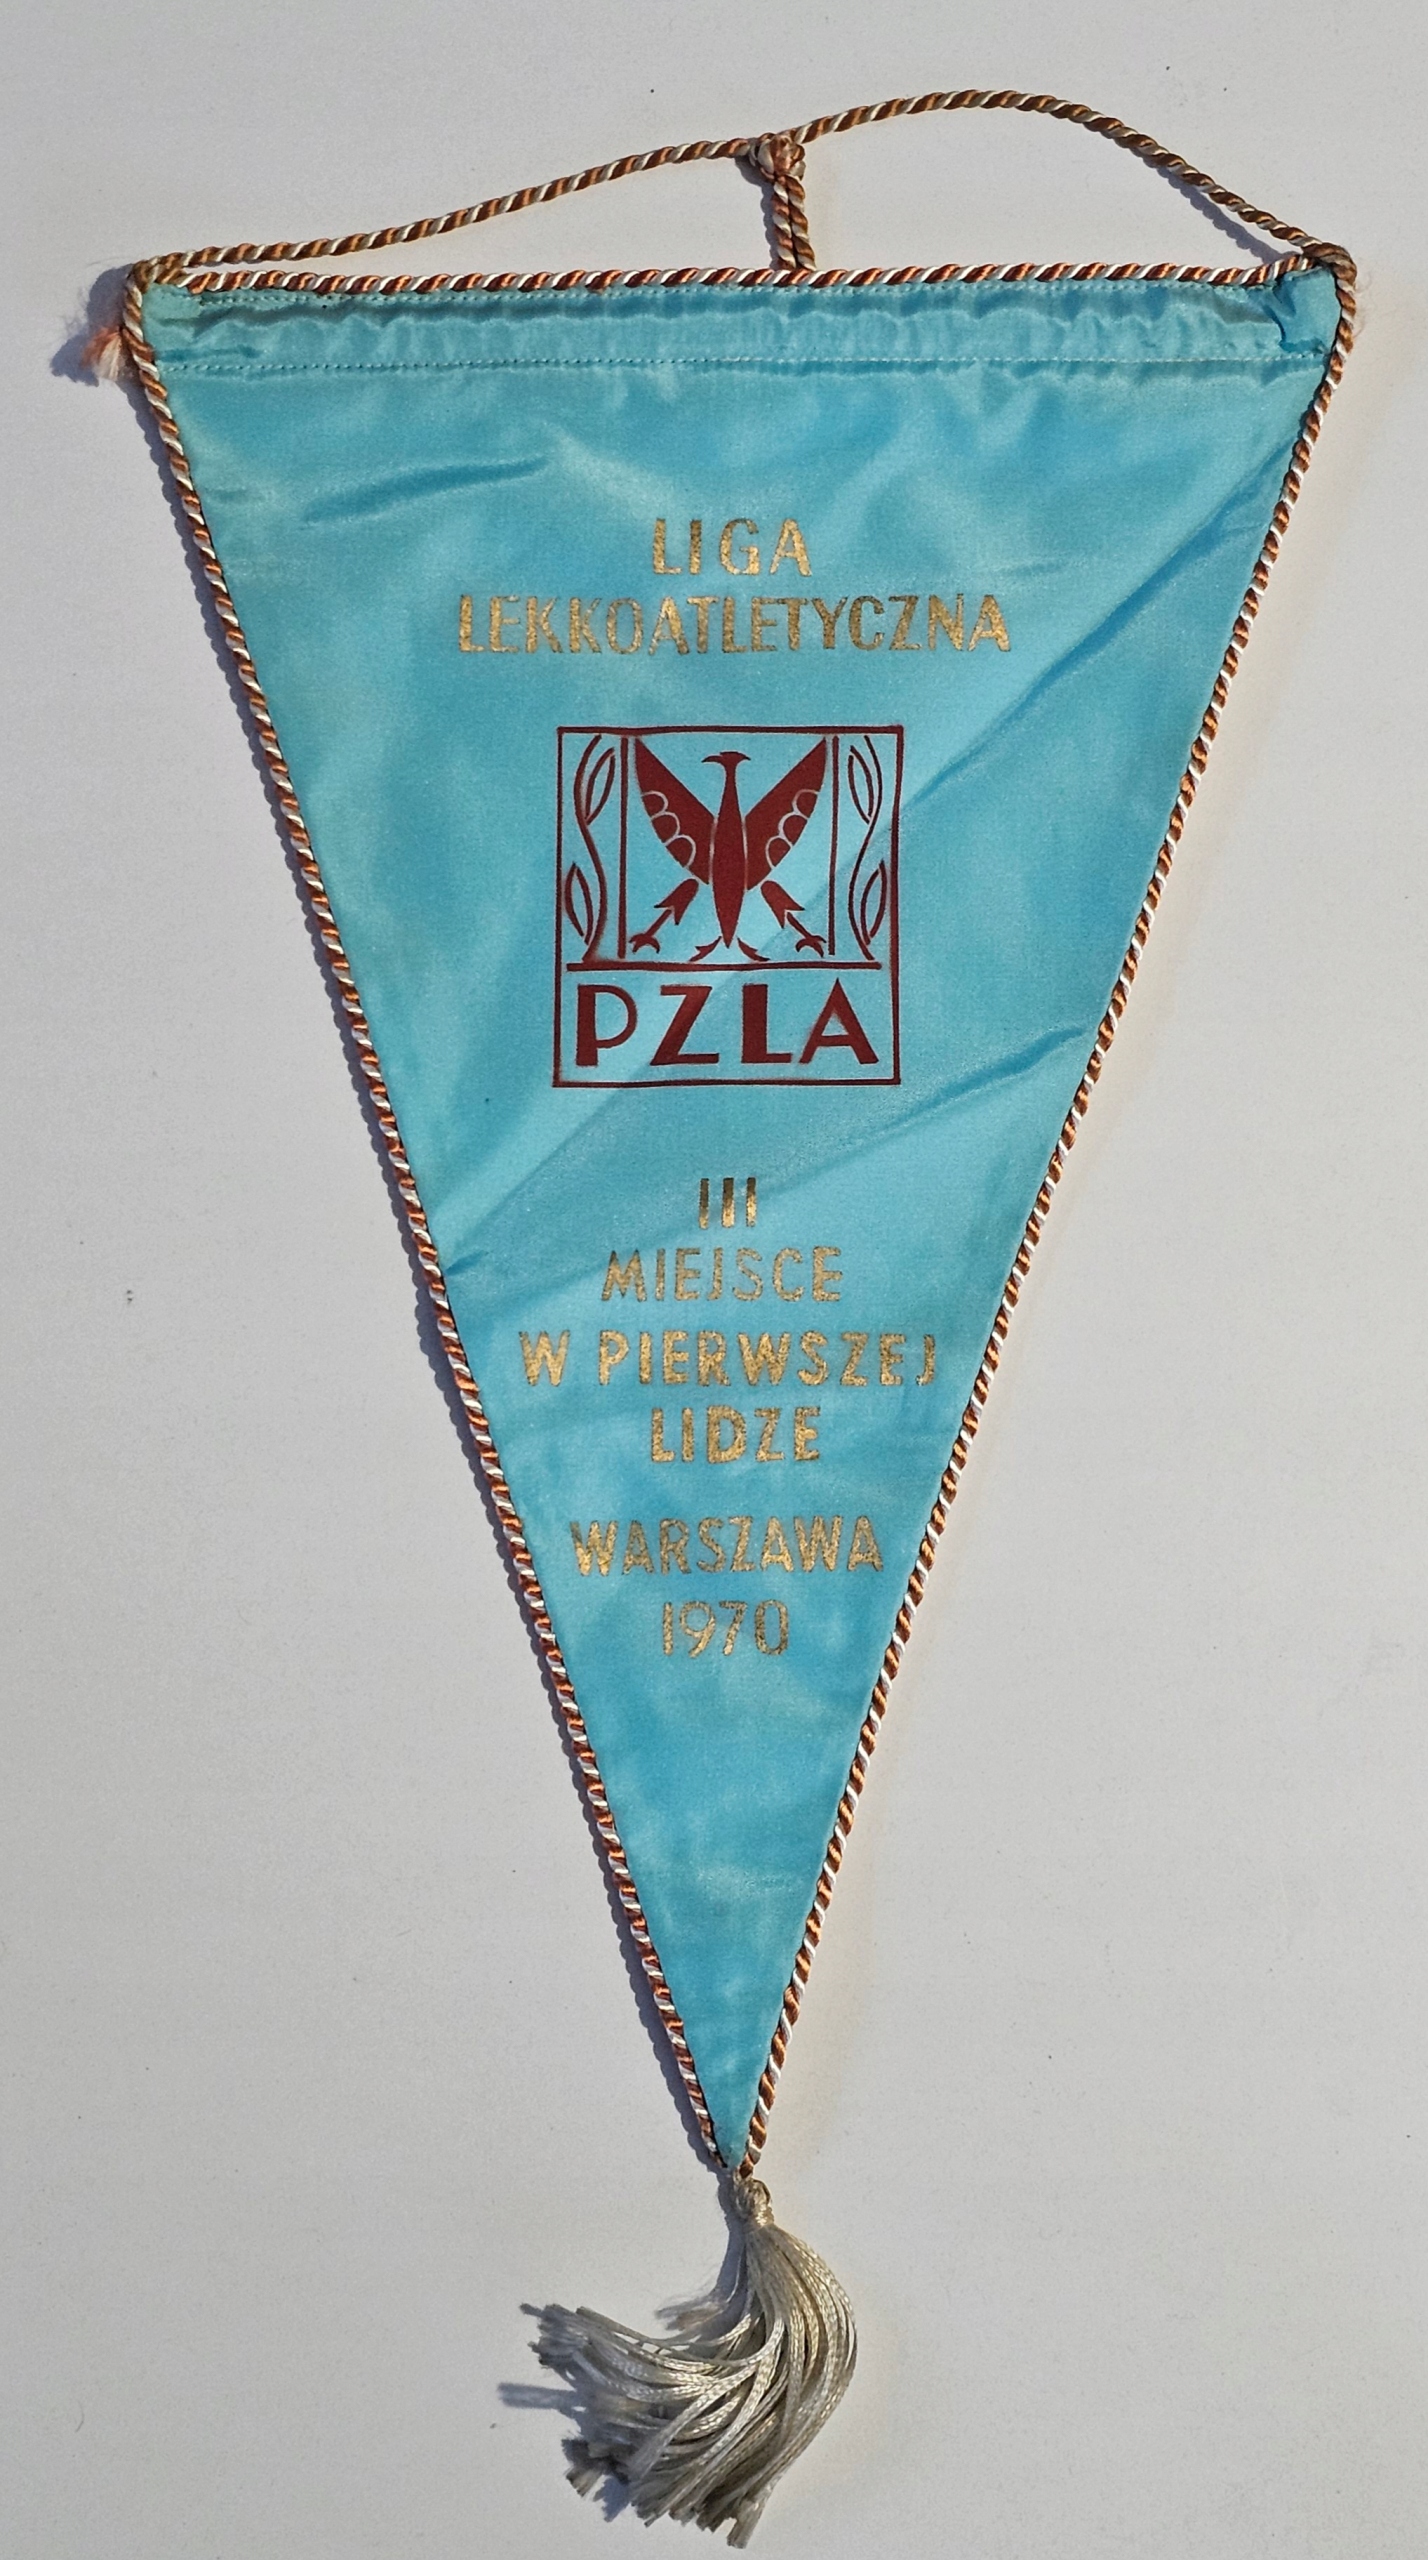 LIGA
LEKKOATLETYCZNA
PZLA
III
MIEJSCE
W PIERWSZEJ
LIDZE
WARSZAWA
1970